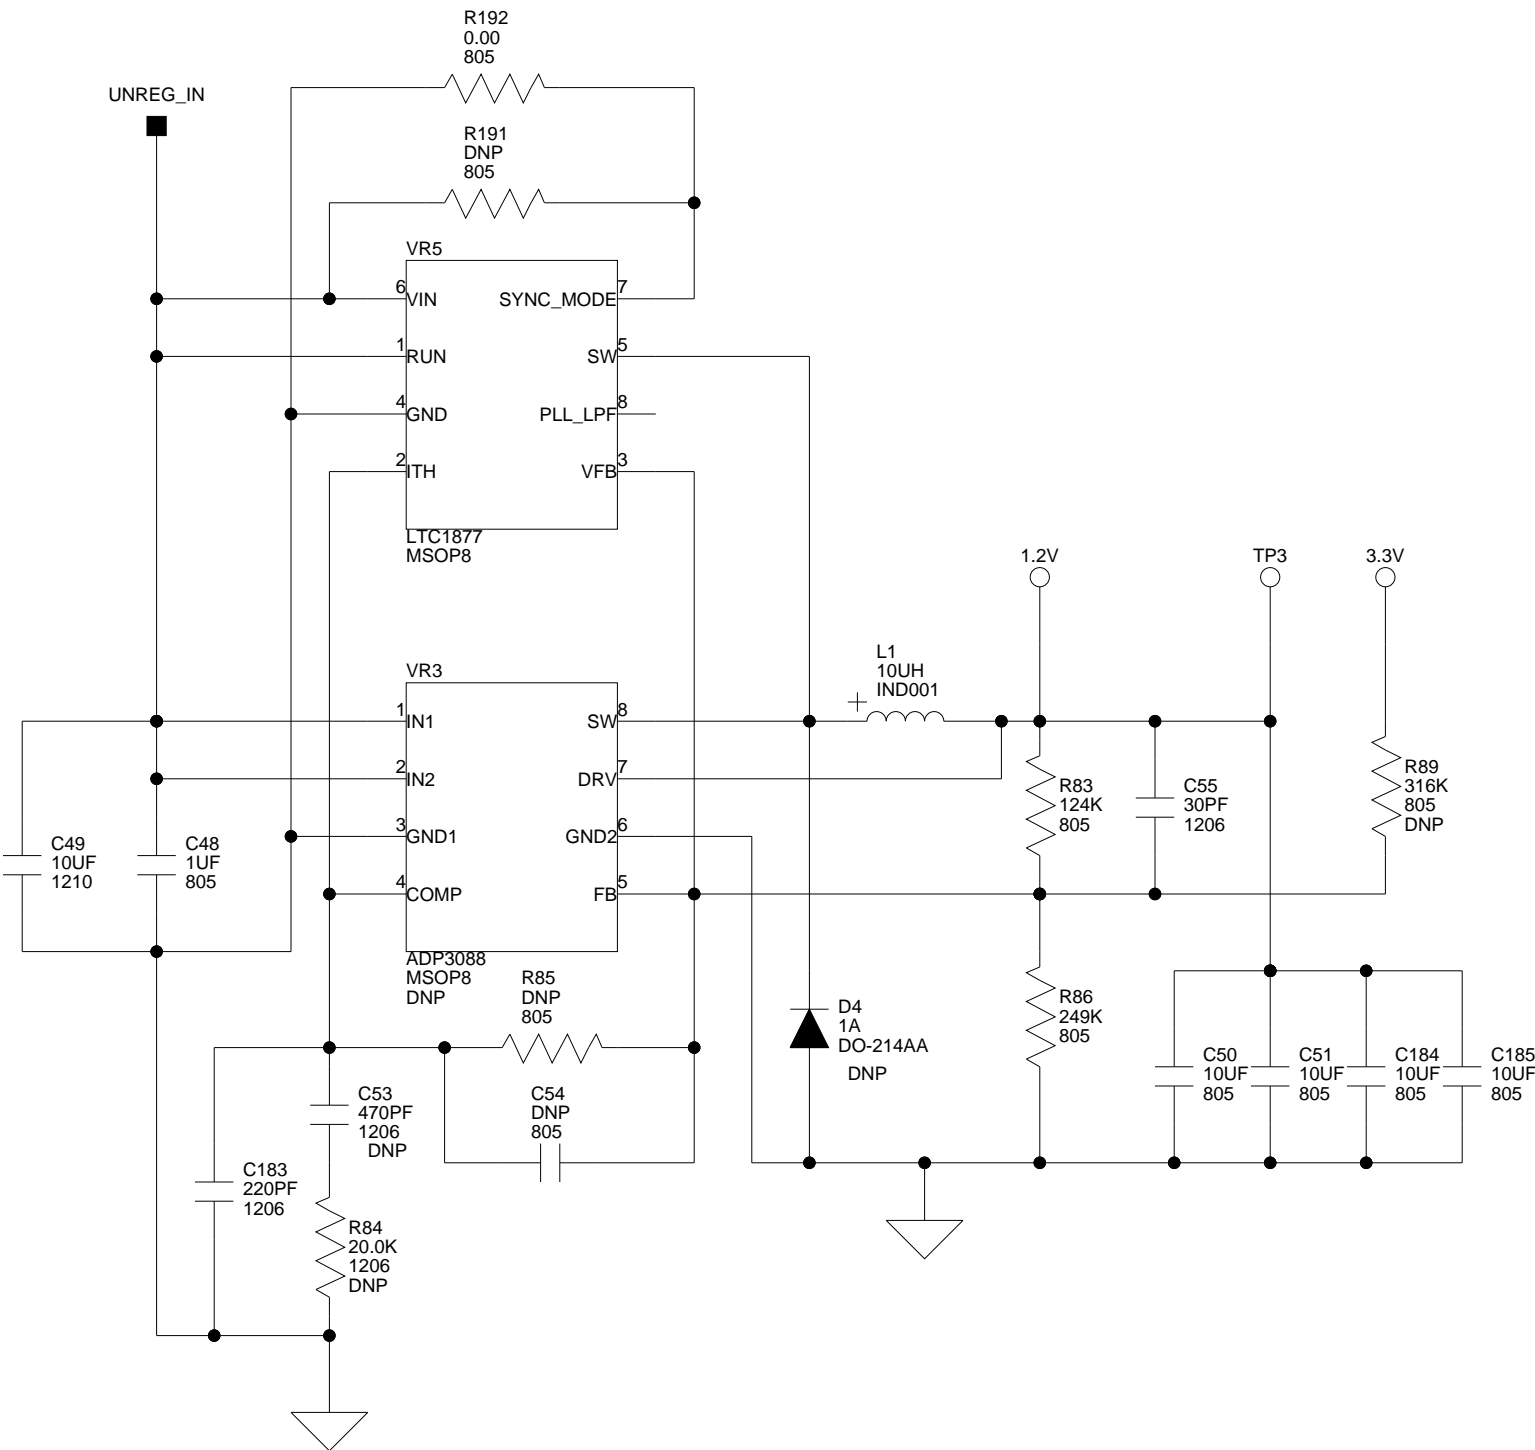 R192
0.00
805
UNREG_IN
R191
DNP
805
VR5
6
VIN
SYNC_MODE
7
1
RUN
SW
5
4
GND
PLL_LPF
8
2
ITH
VFB
3
LTC1877
MSOP8
1.2V
TP3
3.3V
L1
10UH
IND001
+
VR3
1
IN1
SW
8
2
IN2
DRV
7
3
GND1
GND2
6
4
COMP
FB
5
ADP3088
MSOP8
DNP
R83
124K
805
C55
30PF
1206
R89
316K
805
DNP
C49
10UF
1210
C48
1UF
805
R85
DNP
805
D4
1A
DO-214AA
DNP
R86
249K
805
C50
10UF
805
C51
10UF
805
C184
10UF
805
C185
10UF
805
C53
470PF
1206
DNP
C54
DNP
805
C183
220PF
1206
R84
20.0K
1206
DNP